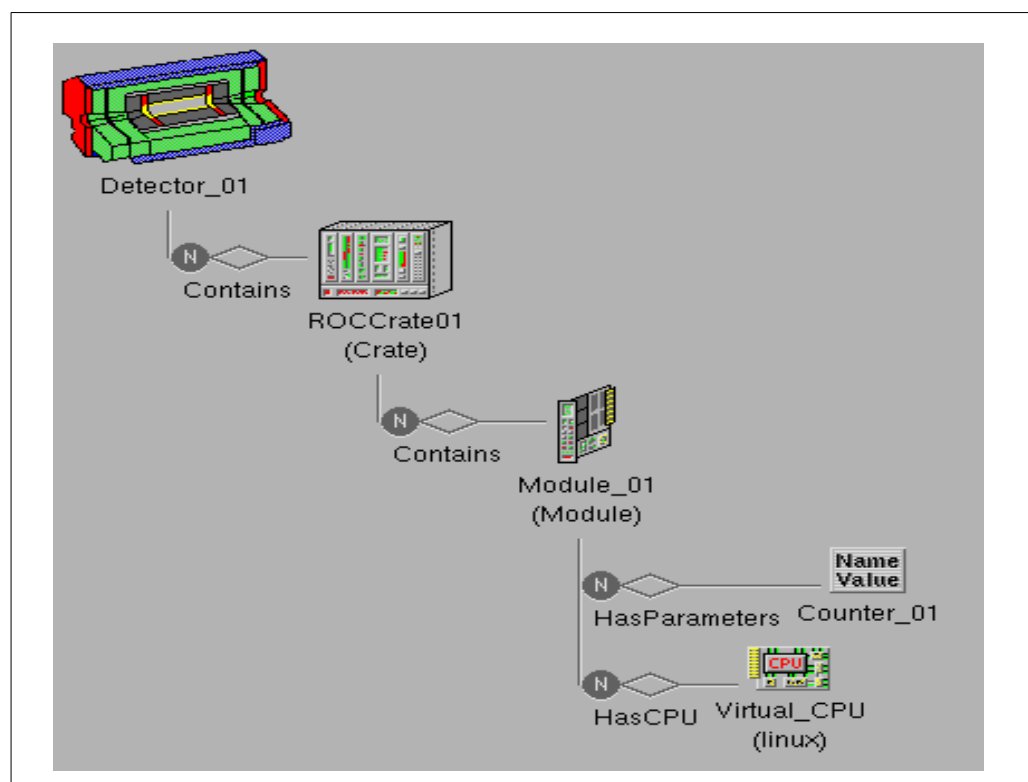 Detector_01
N
Contains
ROCCrate01
(Crate)
N
Contains
Module_01
(Module)
Name
Value
N
HasParameters
Counter_01
CPU
N
HasCPU
Virtual_CPU
(linux)